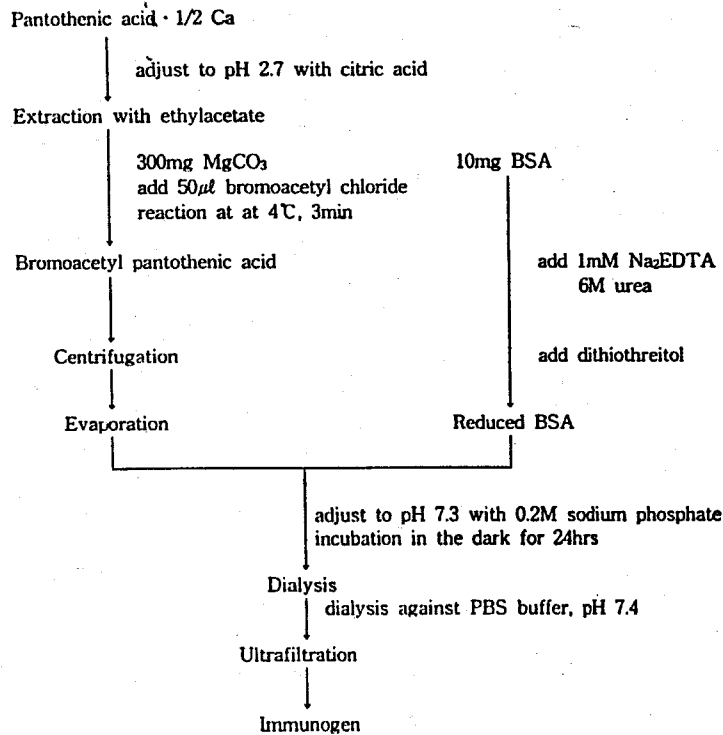 Pantothenic acid · 1/2 Ca
adjust to pH 2.7 with citric acid
Extraction with ethylacetate
300mg MgCO₃
add 50μℓ bromoacetyl chloride
reaction at at 4℃, 3min
Bromoacetyl pantothenic acid
Centrifugation
Evaporation
10mg BSA
add 1mM Na₂EDTA
6M urea
add dithiothreitol
Reduced BSA
adjust to pH 7.3 with 0.2M sodium phosphate
incubation in the dark for 24hrs
Dialysis
dialysis against PBS buffer, pH 7.4
Ultrafiltration
Immunogen